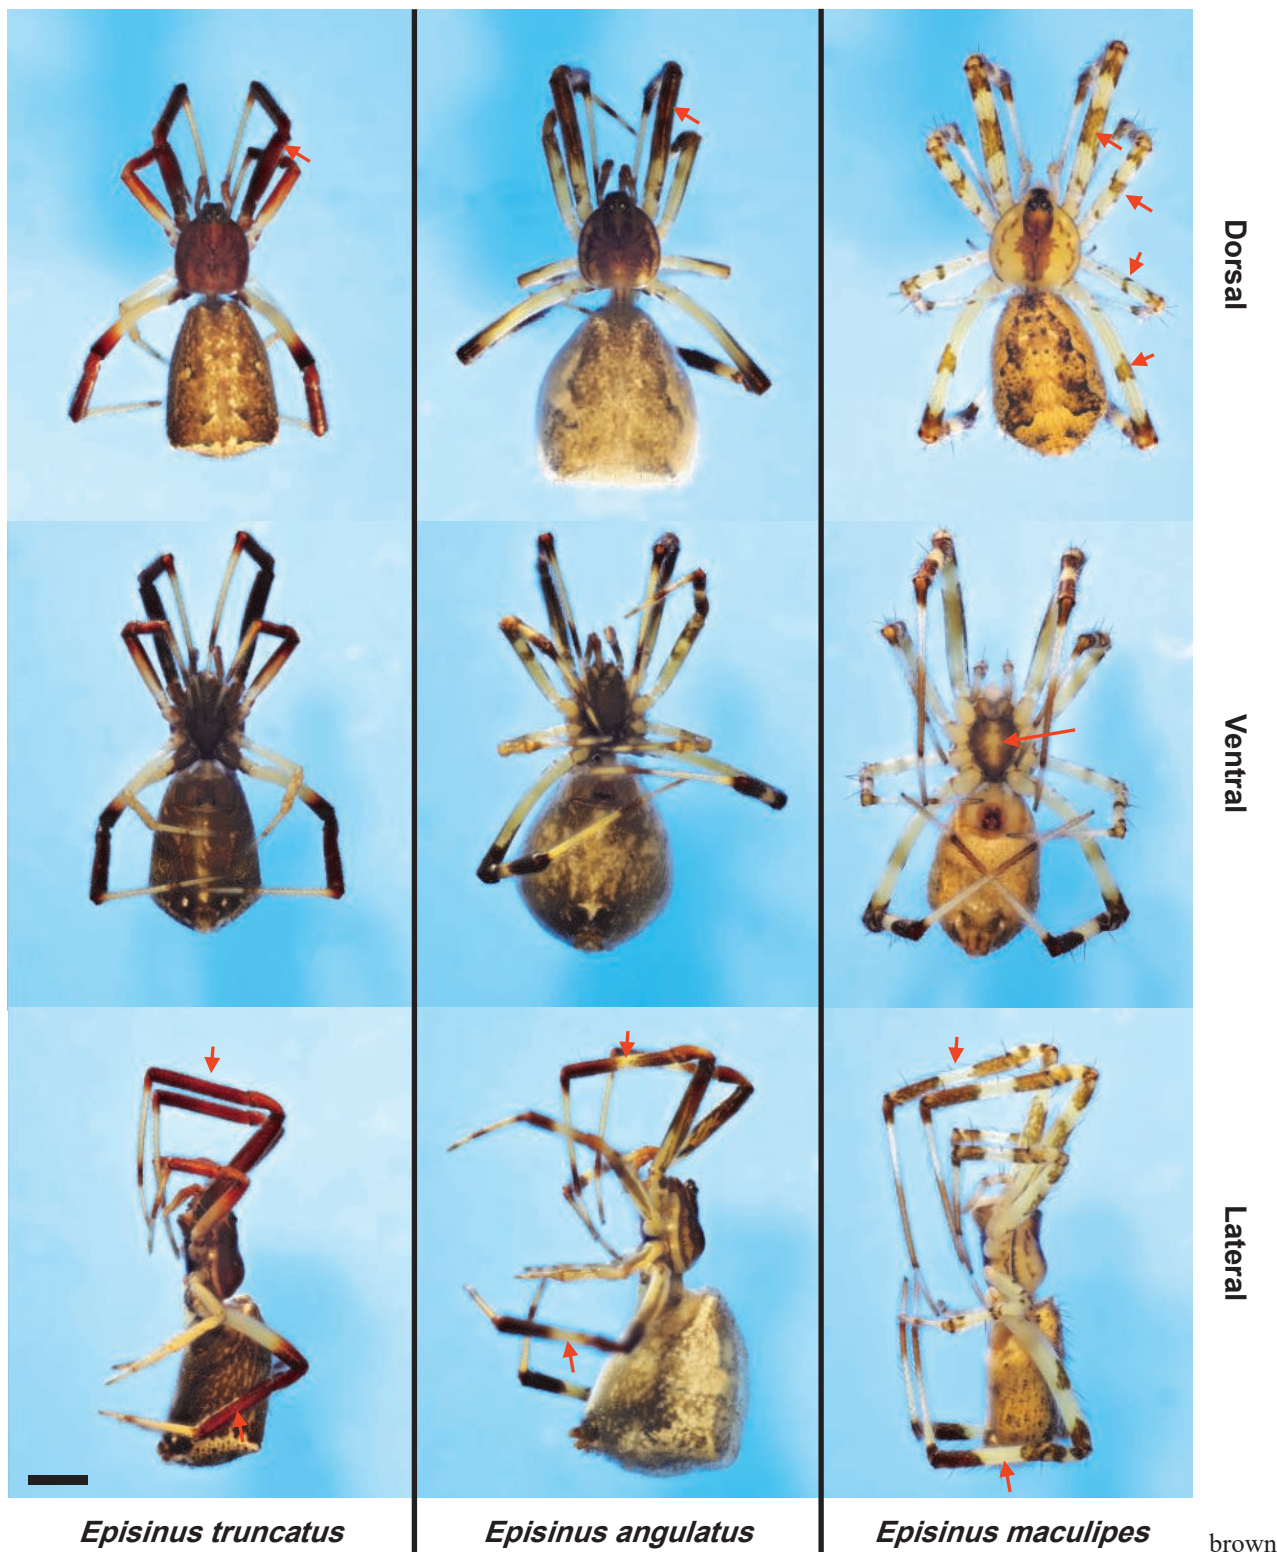 Dorsal
Ventral
Lateral
Episinus truncatus
Episinus angulatus
Episinus maculipes
brown